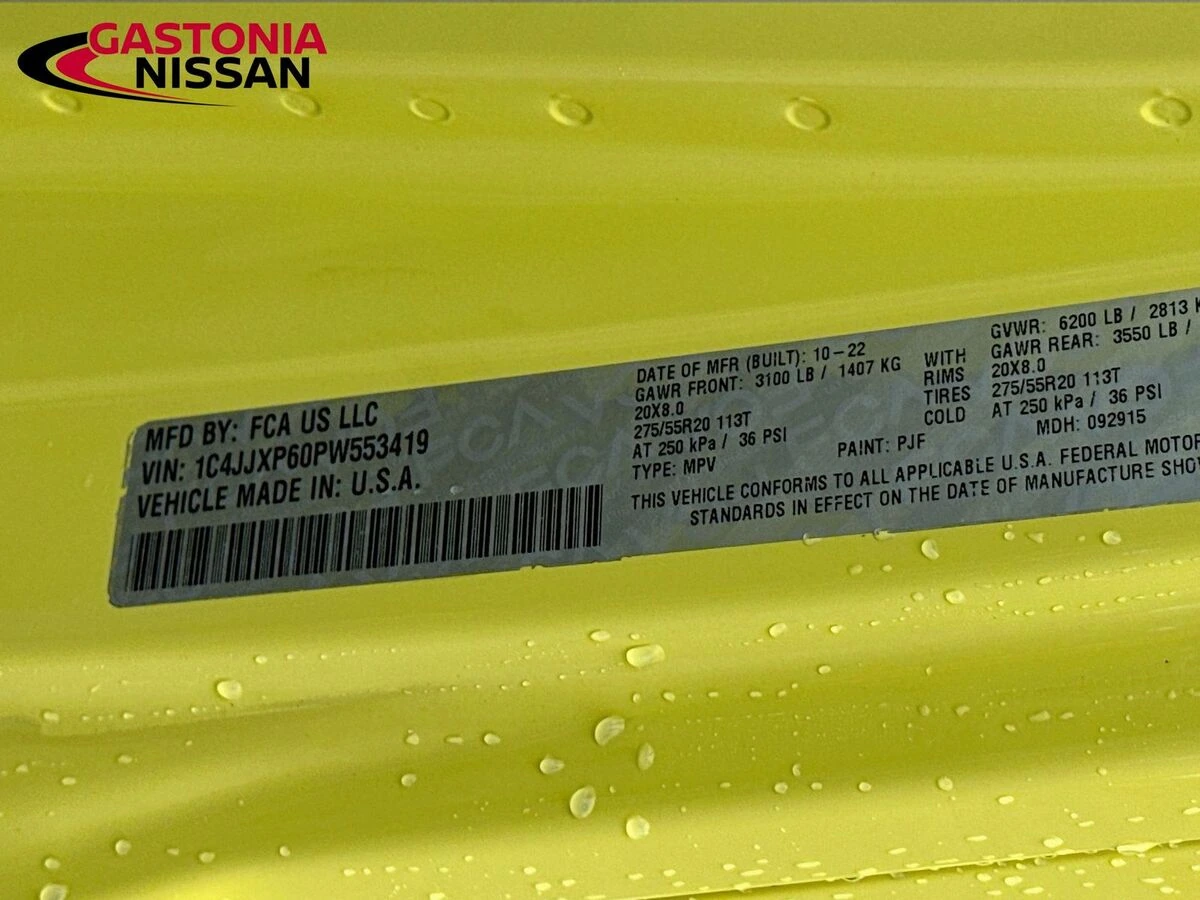 GASTONIA
NISSAN
MFD BY: FCA US LLC
VIN: 1C4JJXP60PW553419
VEHICLE MADE IN: U.S.A.
DATE OF MFR (BUILT): 10-22
GAWR FRONT: 3100 LB / 1407 KG
20X8.0
275/55R20 113T
AT 250 kPa / 36 PSI
TYPE: MPV
WITH
RIMS
TIRES
COLD
GVWR: 6200 LB / 2813 K
GAWR REAR: 3550 LB /
20X8.0
275/55R20 113T
AT 250 kPa / 36 PSI
PAINT: PJF
MDH: 092915
THIS VEHICLE CONFORMS TO ALL APPLICABLE U.S.A. FEDERAL MOTOR
STANDARDS IN EFFECT ON THE DATE OF MANUFACTURE SHO